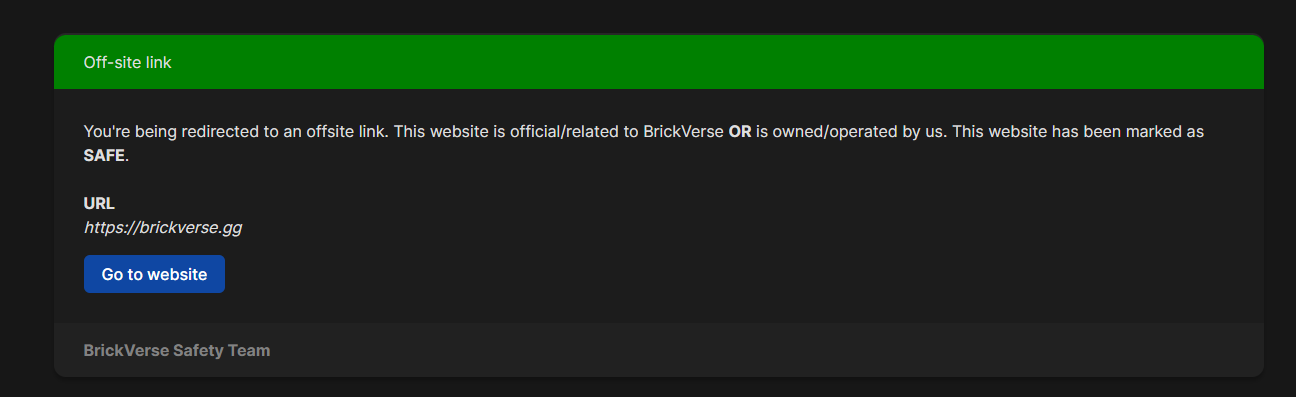 Off-site link
You're being redirected to an offsite link. This website is official/related to BrickVerse OR is owned/operated by us. This website has been marked as
SAFE.
URL
https://brickverse.gg
Go to website
BrickVerse Safety Team